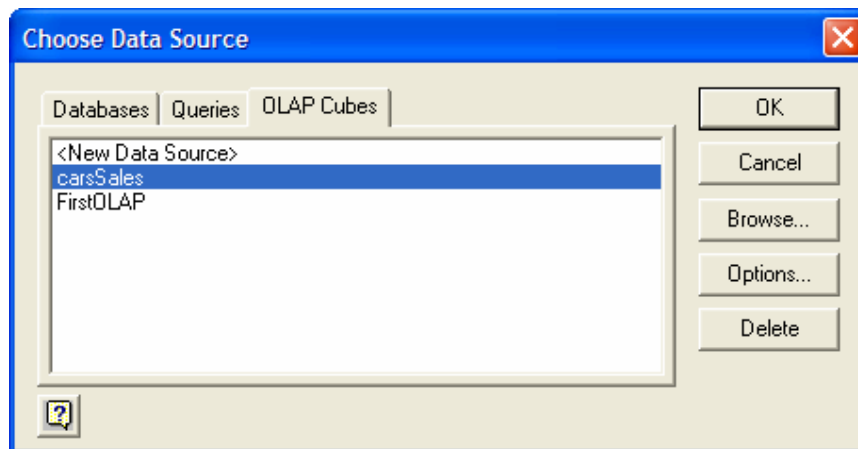 Choose Data Source
Databases Queries OLAP Cubes
<New Data Source>
carsSales
FirstOLAP
OK
Cancel
Browse...
Options...
Delete